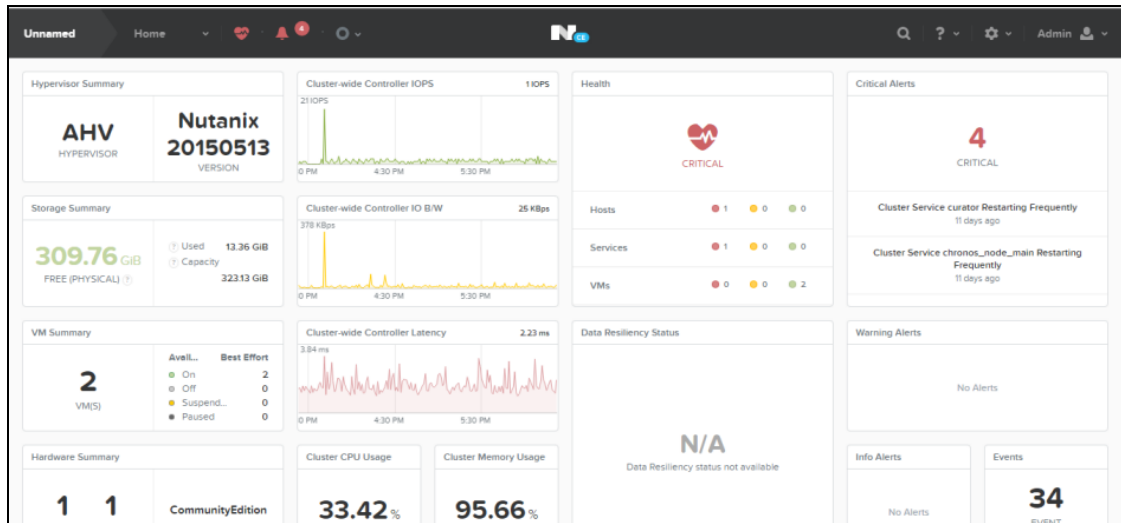 Unnamed
Home
4
N CE
?
Admin
Hypervisor Summary
AHV
HYPERVISOR
Nutanix
20150513
VERSION
Cluster-wide Controller IOPS 1 IOPS
21 IOPS
0 PM 4:30 PM 5:30 PM
Health
CRITICAL
Hosts 1 0 0
Services 1 0 0
VMs 0 0 2
Critical Alerts
4
CRITICAL
Cluster Service curator Restarting Frequently
11 days ago
Cluster Service chronos_node_main Restarting
Frequently
11 days ago
Storage Summary
309.76 GiB
FREE (PHYSICAL) ?
? Used 13.36 GiB
? Capacity
323.13 GiB
Cluster-wide Controller IO B/W 25 KBps
378 KBps
0 PM 4:30 PM 5:30 PM
VM Summary
2
VM(S)
Avail... Best Effort
On 2
Off 0
Suspend... 0
Paused 0
Cluster-wide Controller Latency 2.23 ms
3.84 ms
0 PM 4:30 PM 5:30 PM
Data Resiliency Status
N/A
Data Resiliency status not available
Warning Alerts
No Alerts
Hardware Summary
1 1
CommunityEdition
Cluster CPU Usage
33.42 %
Cluster Memory Usage
95.66 %
Info Alerts
No Alerts
Events
34
EVENT